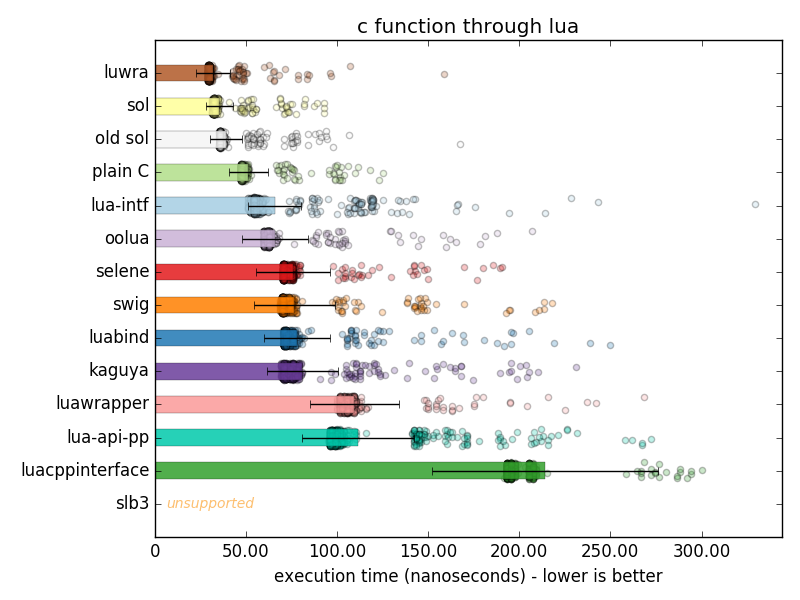 c function through lua
luwra
sol
old sol
plain C
lua-intf
oolua
selene
swig
luabind
kaguya
luawrapper
lua-api-pp
luacppinterface
slb3 unsupported
0 50.00 100.00 150.00 200.00 250.00 300.00
execution time (nanoseconds) - lower is better